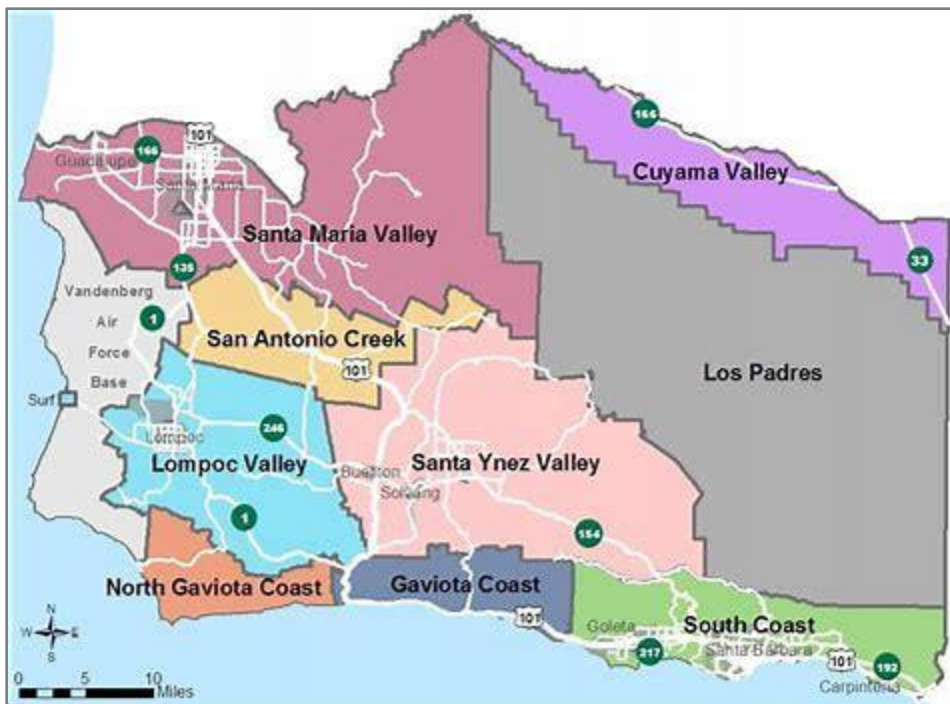 166
Cuyama Valley
101
166
Guadalupe
Santa Maria
Santa Maria Valley
33
135
Vandenberg
Air
Force
Base
1
San Antonio Creek
101
Los Padres
Surf
246
Lompoc
Lompoc Valley
Santa Ynez Valley
Buellton
Solvang
1
154
North Gaviota Coast
Gaviota Coast
101
Goleta
South Coast
217
Santa Barbara
101
192
Carpinteria
N
W E
S
0 5 10
Miles